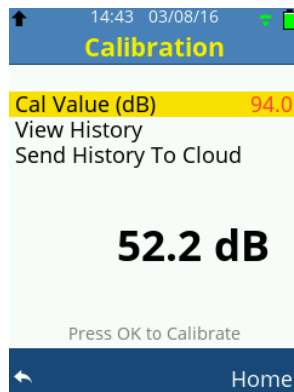 14:43 03/08/16
Calibration
Cal Value (dB) 94.0
View History
Send History To Cloud
52.2 dB
Press OK to Calibrate
Home